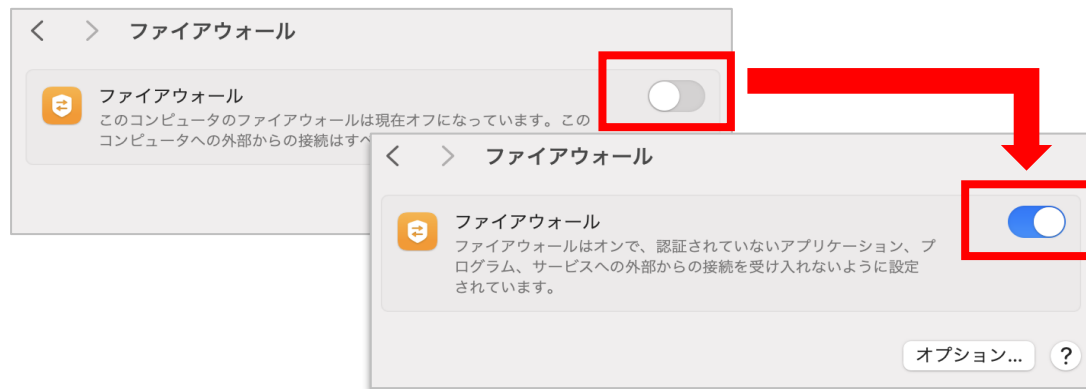 ファイアウォール
ファイアウォール
このコンピュータのファイアウォールは現在オフになっています。この
コンピュータへの外部からの接続はすべ
ファイアウォール
ファイアウォール
ファイアウォールはオンで、認証されていないアプリケーション、プ
ログラム、サービスへの外部からの接続を受け入れないように設定
されています。
オプション... ?